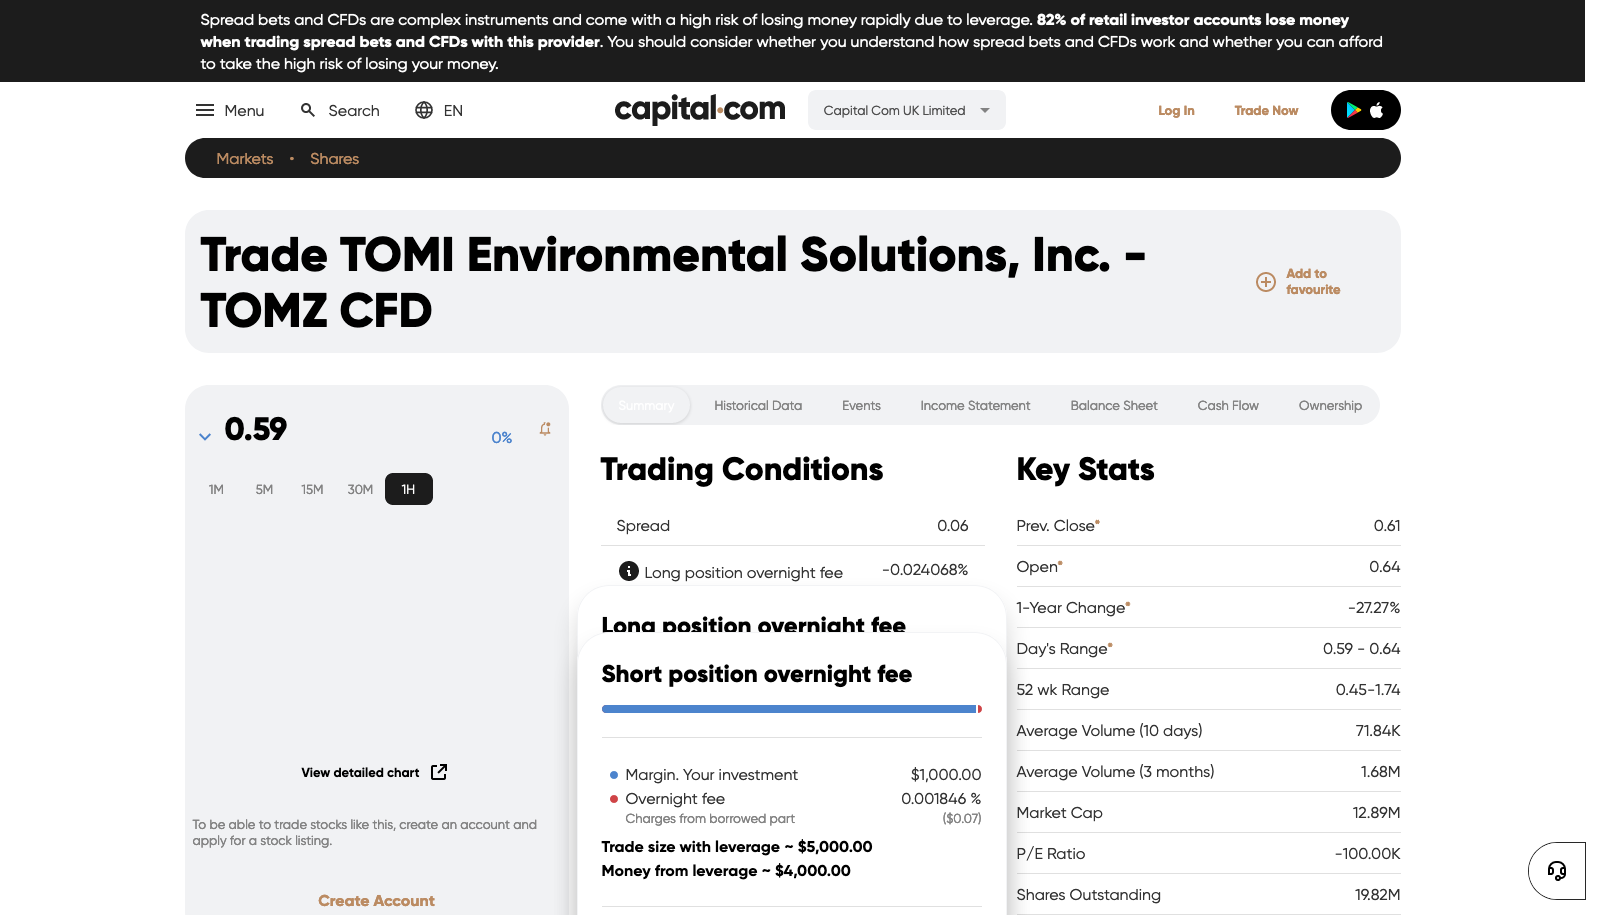 Spread bets and CFDs are complex instruments and come with a high risk of losing money rapidly due to leverage. 82% of retail investor accounts lose money
when trading spread bets and CFDs with this provider. You should consider whether you understand how spread bets and CFDs work and whether you can afford
to take the high risk of losing your money.
Menu
Search
EN
capital.com
Capital Com UK Limited
Log In
Trade Now
Markets
Shares
Trade TOMI Environmental Solutions, Inc. -
TOMZ CFD
Add to
favourite
0.59
0%
1M 5M 15M 30M 1H
View detailed chart
To be able to trade stocks like this, create an account and
apply for a stock listing.
Create Account
Summary Historical Data Events Income Statement Balance Sheet Cash Flow Ownership
Trading Conditions
Spread 0.06
Long position overnight fee -0.024068%
Long position overnight fee
Short position overnight fee
Margin. Your investment $1,000.00
Overnight fee 0.001846 %
Charges from borrowed part ($0.07)
Trade size with leverage ~ $5,000.00
Money from leverage ~ $4,000.00
Key Stats
Prev. Close* 0.61
Open* 0.64
1-Year Change* -27.27%
Day's Range* 0.59 - 0.64
52 wk Range 0.45-1.74
Average Volume (10 days) 71.84K
Average Volume (3 months) 1.68M
Market Cap 12.89M
P/E Ratio -100.00K
Shares Outstanding 19.82M